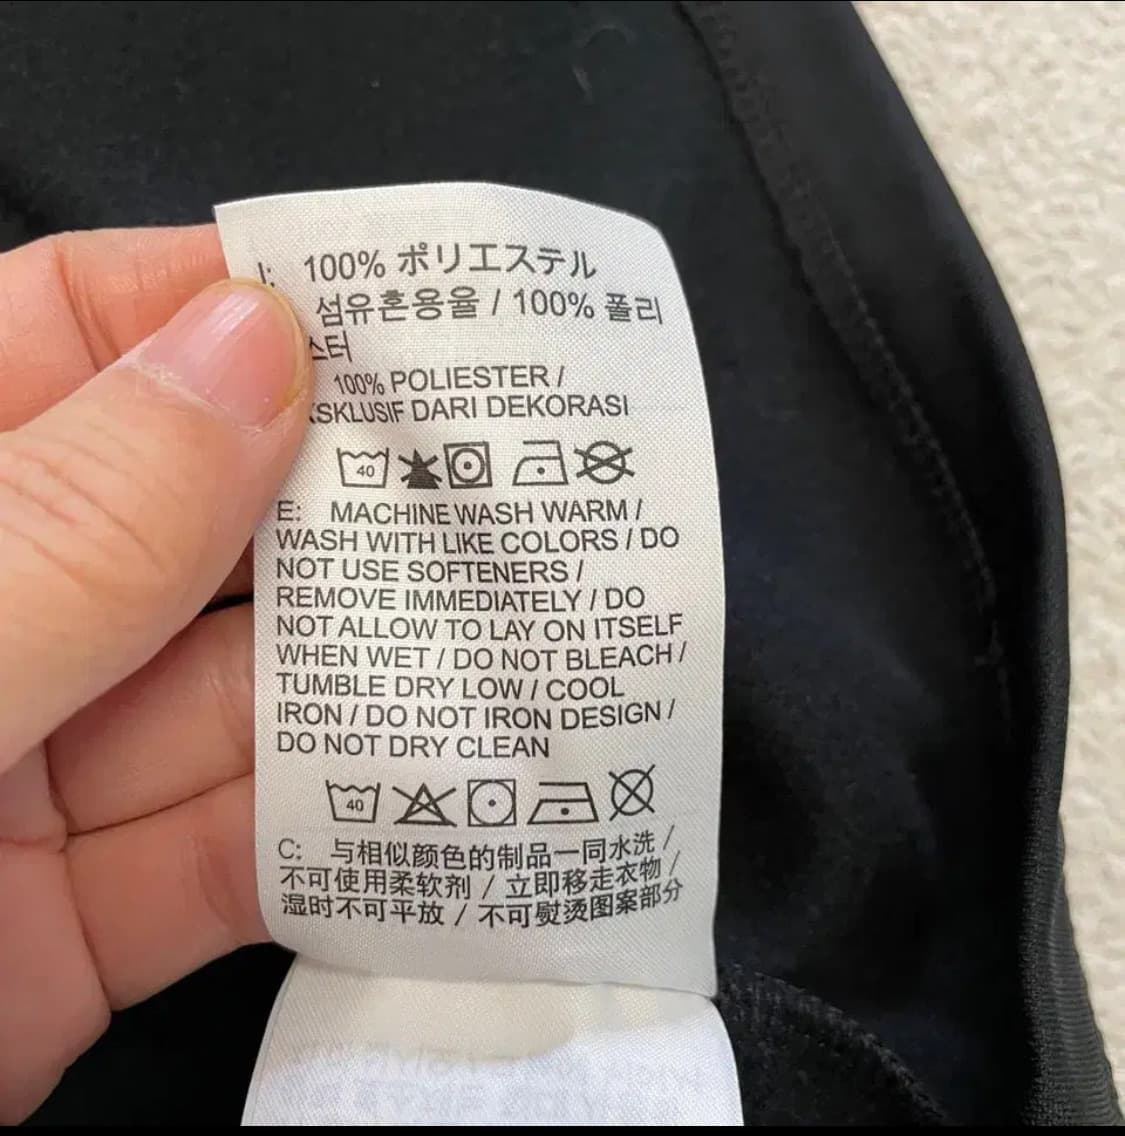 100% ポリエステル
섬유혼용율 / 100% 폴리
스터
100% POLIESTER /
KSKLUSIF DARI DEKORASI
40
E: MACHINE WASH WARM /
WASH WITH LIKE COLORS / DO
NOT USE SOFTENERS /
REMOVE IMMEDIATELY / DO
NOT ALLOW TO LAY ON ITSELF
WHEN WET / DO NOT BLEACH /
TUMBLE DRY LOW / COOL
IRON / DO NOT IRON DESIGN /
DO NOT DRY CLEAN
40
C: 与相似颜色的制品一同水洗 /
不可使用柔软剂 / 立即移走衣物 /
湿时不可平放 / 不可熨烫图案部分